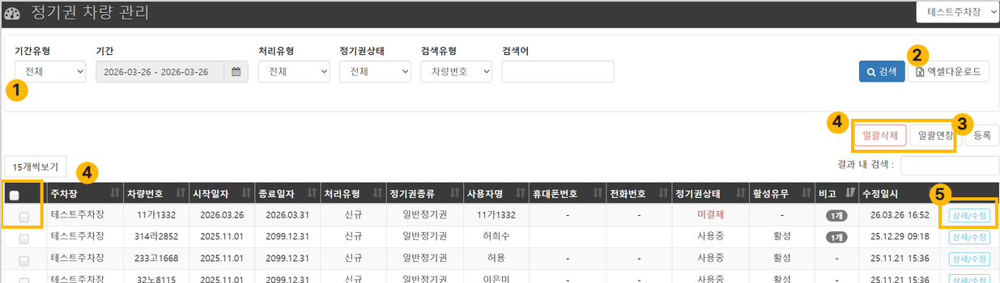 정기권 차량 관리
테스트주차장
기간유형 기간 처리유형 정기권상태 검색유형 검색어
전체 2026-03-26 - 2026-03-26 전체 전체 차량번호
2
검색 엑셀다운로드
1
4 3
일괄삭제 일괄연장 등록
15개씩보기 4 결과 내 검색 :
5
주차장 차량번호 시작일자 종료일자 처리유형 정기권종류 사용자명 휴대폰번호 전화번호 정기권상태 활성유무 비고 수정일시
테스트주차장 11가1332 2026.03.26 2026.03.31 신규 일반정기권 11가1332 - - 미결제 - 1개 26.03.26 16:52 상세/수정
테스트주차장 314라2852 2025.11.01 2099.12.31 신규 일반정기권 허희수 사용중 활성 1개 25.12.29 09:18 상세/수정
테스트주차장 233고1668 2025.11.01 2099.12.31 신규 일반정기권 허용 - - 사용중 활성 - 25.11.21 15:36 상세/수정
테스트주차장 32노8115 2025.11.01 2099.12.31 신규 일반정기권 이은미 - - 사용중 활성 - 25.11.21 15:36 상세/수정